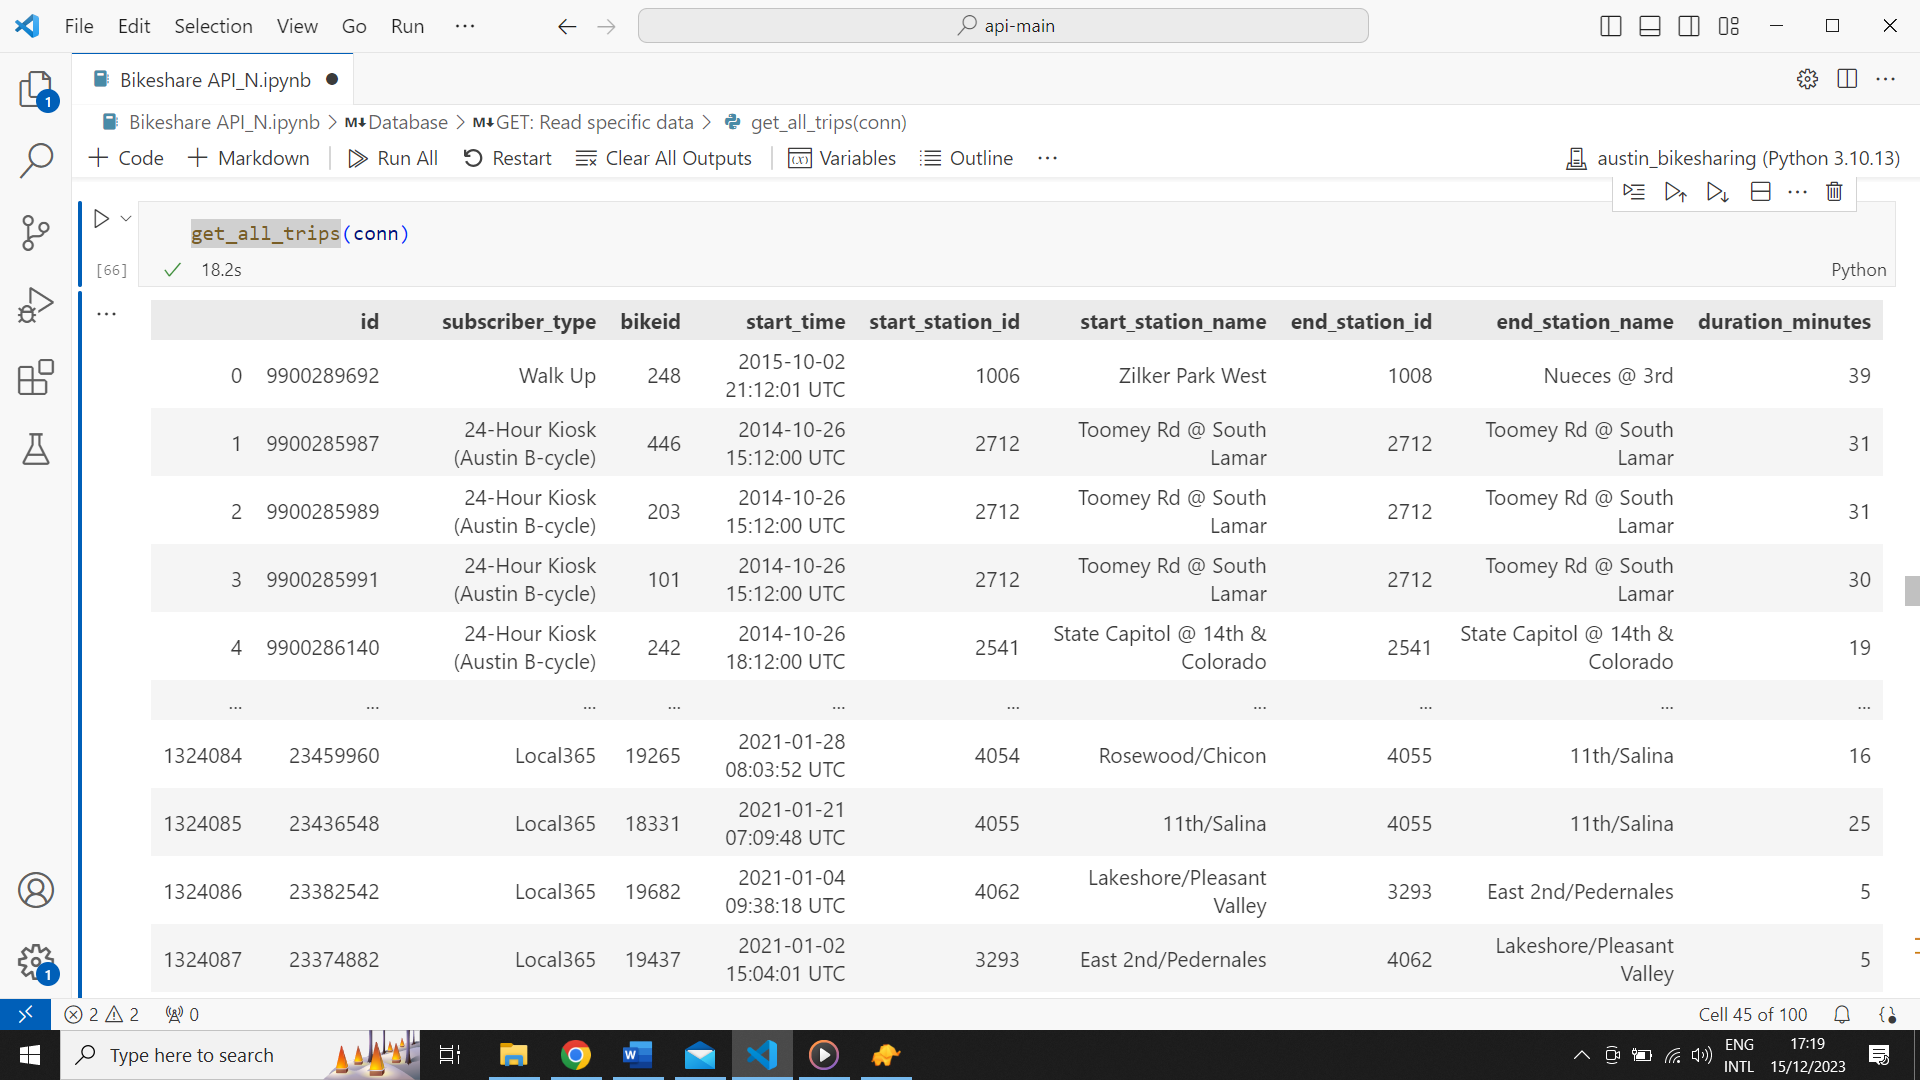 File Edit Selection View Go Run ··· api-main
Bikeshare API_N.ipynb
1
Bikeshare API_N.ipynb > M↓Database > M↓GET: Read specific data > get_all_trips(conn)
+ Code + Markdown Run All Restart Clear All Outputs Variables Outline ··· austin_bikesharing (Python 3.10.13)
get_all_trips(conn)
[66] 18.2s Python
id subscriber_type bikeid start_time start_station_id start_station_name end_station_id end_station_name duration_minutes
0 9900289692 Walk Up 248 2015-10-02 21:12:01 UTC 1006 Zilker Park West 1008 Nueces @ 3rd 39
1 9900285987 24-Hour Kiosk (Austin B-cycle) 446 2014-10-26 15:12:00 UTC 2712 Toomey Rd @ South Lamar 2712 Toomey Rd @ South Lamar 31
2 9900285989 24-Hour Kiosk (Austin B-cycle) 203 2014-10-26 15:12:00 UTC 2712 Toomey Rd @ South Lamar 2712 Toomey Rd @ South Lamar 31
3 9900285991 24-Hour Kiosk (Austin B-cycle) 101 2014-10-26 15:12:00 UTC 2712 Toomey Rd @ South Lamar 2712 Toomey Rd @ South Lamar 30
4 9900286140 24-Hour Kiosk (Austin B-cycle) 242 2014-10-26 18:12:00 UTC 2541 State Capitol @ 14th & Colorado 2541 State Capitol @ 14th & Colorado 19
... ... ... ... ... ... ... ... ... ...
1324084 23459960 Local365 19265 2021-01-28 08:03:52 UTC 4054 Rosewood/Chicon 4055 11th/Salina 16
1324085 23436548 Local365 18331 2021-01-21 07:09:48 UTC 4055 11th/Salina 4055 11th/Salina 25
1324086 23382542 Local365 19682 2021-01-04 09:38:18 UTC 4062 Lakeshore/Pleasant Valley 3293 East 2nd/Pedernales 5
1324087 23374882 Local365 19437 2021-01-02 15:04:01 UTC 3293 East 2nd/Pedernales 4062 Lakeshore/Pleasant Valley 5
1
2 2 0 Cell 45 of 100
Type here to search
ENG 17:19
INTL 15/12/2023